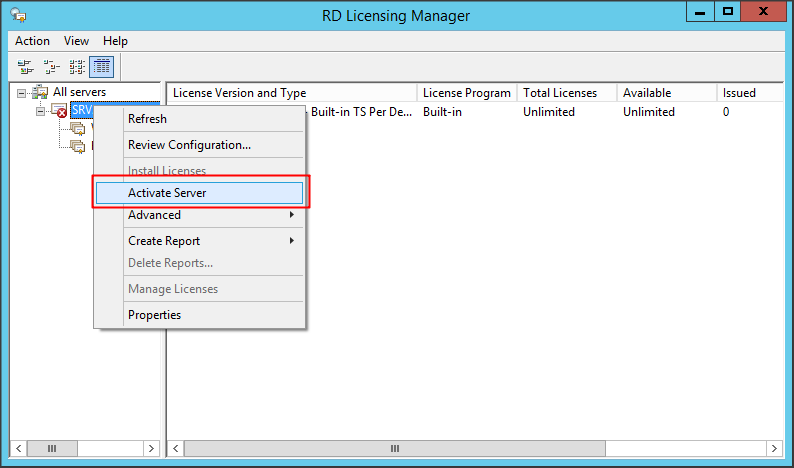 RD Licensing Manager
Action View Help
All servers
SRV
License Version and Type License Program Total Licenses Available Issued
Built-in TS Per De... Built-in Unlimited Unlimited 0
Refresh
Review Configuration...
Install Licenses
Activate Server
Advanced
Create Report
Delete Reports...
Manage Licenses
Properties